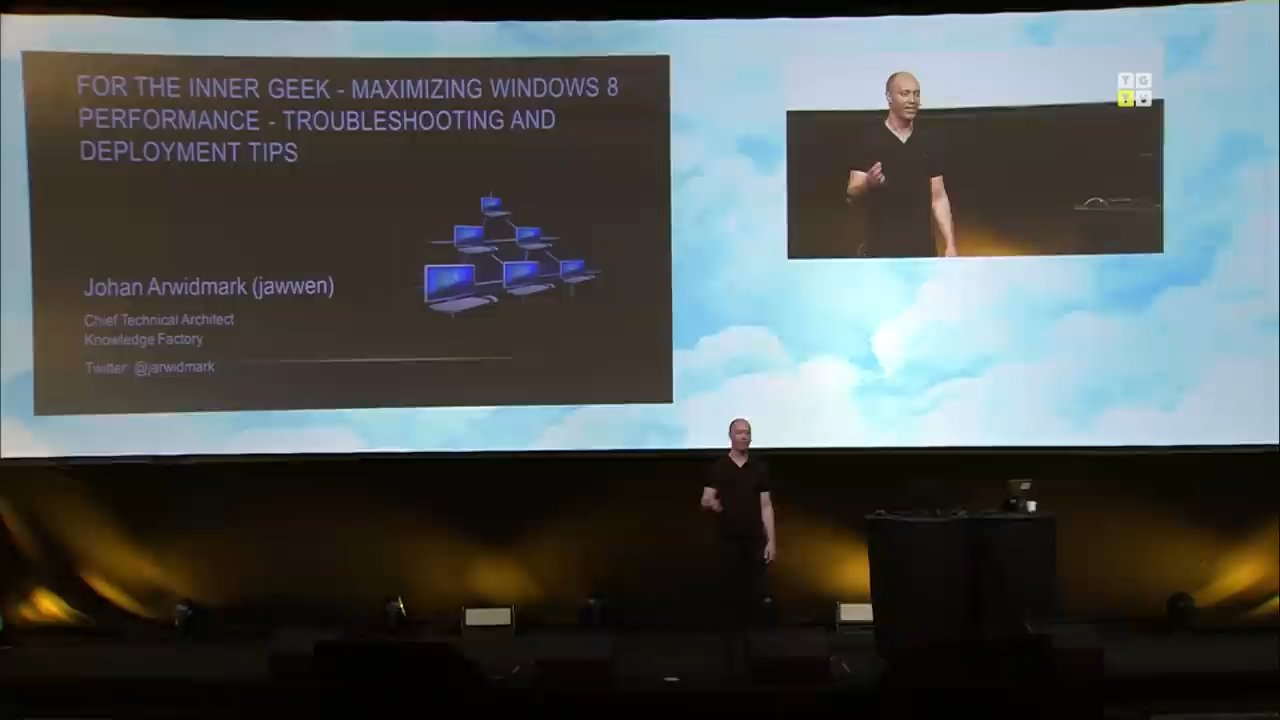 FOR THE INNER GEEK - MAXIMIZING WINDOWS 8
PERFORMANCE - TROUBLESHOOTING AND
DEPLOYMENT TIPS
Johan Arwidmark (jawwen)
Chief Technical Architect
Knowledge Factory
Twitter: @jarwidmark
T G
T